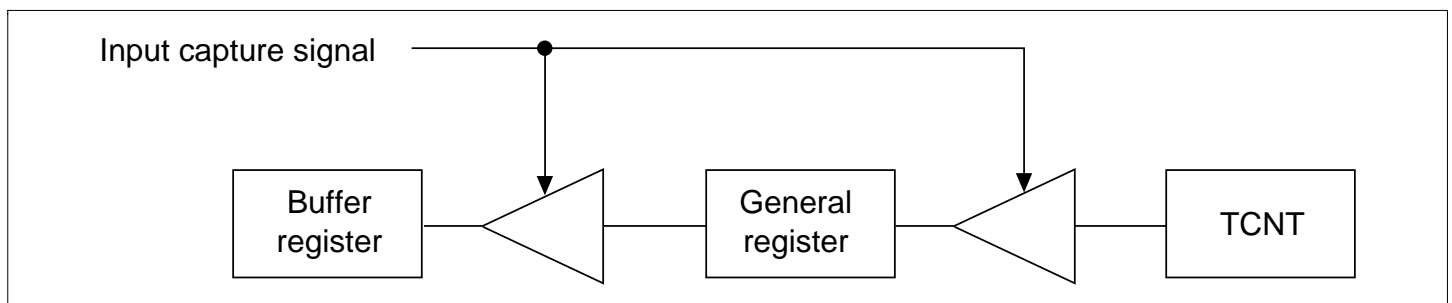 Input capture signal
Buffer
register
General
register
TCNT